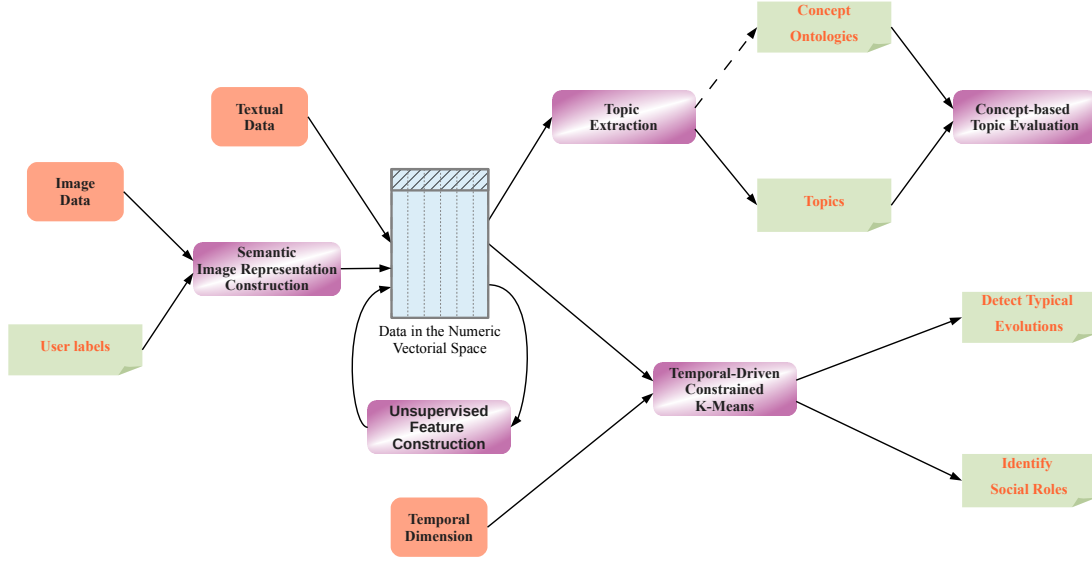 Concept
Ontologies
Textual
Data
Topic
Extraction
Concept-based
Topic Evaluation
Image
Data
Topics
Semantic
Image Representation
Construction
User labels
Data in the Numeric
Vectorial Space
Detect Typical
Evolutions
Temporal-Driven
Constrained
K-Means
Unsupervised
Feature
Construction
Identify
Social Roles
Temporal
Dimension